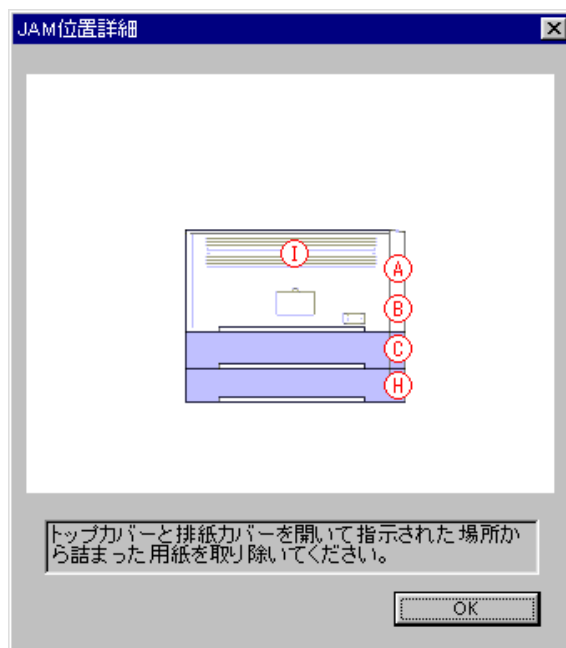 JAM位置詳細
I
A
B
C
H
トップカバーと排紙カバーを開いて指示された場所か
ら詰まった用紙を取り除いてください。
OK